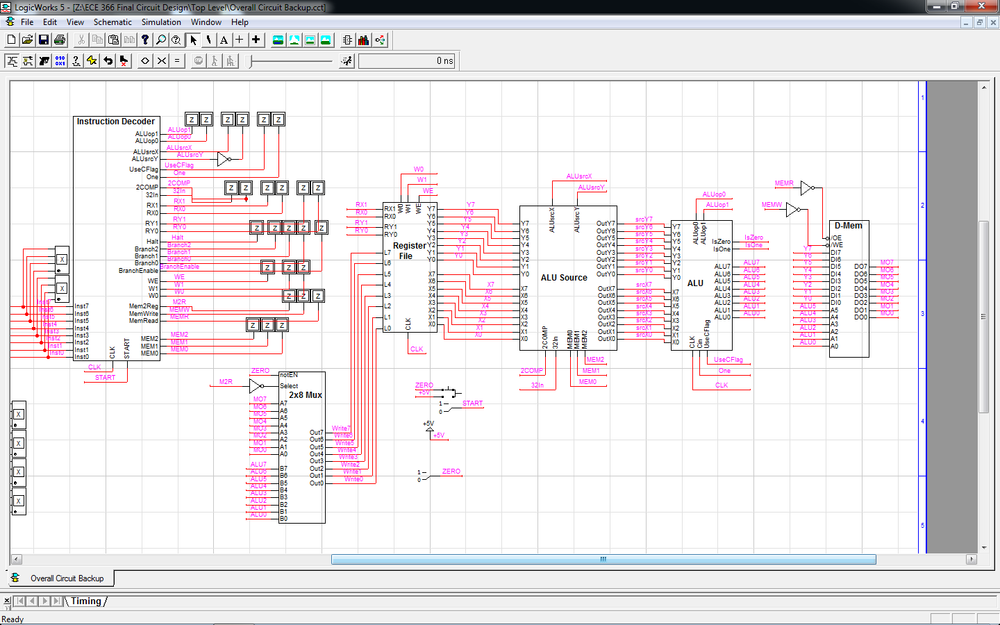 LogicWorks 5 - [Z:\ECE 366 Final Circuit Design\Top Level\Overall Circuit Backup.cct]
File Edit View Schematic Simulation Window Help
0 ns
Instruction Decoder
ALUop1
ALUop0
ALUsrcX
ALUsrcY
UseCFlag
One
2COMP
32In
RX1
RX0
RY1
RY0
Halt
Branch2
Branch1
Branch0
BranchEnable
WE
W1
W0
Mem2Reg
MemWrite
MemRead
MEM2
MEM1
MEM0
Inst7
Inst6
Inst5
Inst4
Inst3
Inst2
Inst1
Inst0
CLK
START
Inst7
Inst6
Inst5
Inst4
Inst3
Inst2
Inst1
Inst0
CLK
START
ALUop1
ALUop0
ALUsrcX
ALUsrcY
UseCFlag
One
2COMP
32In
RX1
RX0
RY1
RY0
Halt
Branch2
Branch1
Branch0
BranchEnable
WE
W1
W0
M2R
MEMW
MEMR
MEM2
MEM1
MEM0
Z Z Z Z Z Z
Z Z Z Z Z Z
Z Z Z Z Z
Z Z Z
Z Z Z
Z Z Z
X
X
X
X
X
X
ZERO
M2R
notEN
Select
2x8 Mux
MO7
MO6
MO5
MO4
MO3
MO2
MO1
MO0
A7
A6
A5
A4
A3
A2
A1
A0
ALU7
ALU6
ALU5
ALU4
ALU3
ALU2
ALU1
ALU0
B7
B6
B5
B4
B3
B2
B1
B0
Out7
Out6
Out5
Out4
Out3
Out2
Out1
Out0
Write7
Write6
Write5
Write4
Write3
Write2
Write1
Write0
W0
W1
WE
RX1
RX0
RY1
RY0
RX1
RX0
RY1
RY0
W0
W1
WE
Register
File
L7
L6
L5
L4
L3
L2
L1
L0
Y7
Y6
Y5
Y4
Y3
Y2
Y1
Y0
X7
X6
X5
X4
X3
X2
X1
X0
CLK
CLK
Y7
Y6
Y5
Y4
Y3
Y2
Y1
Y0
X7
X6
X5
X4
X3
X2
X1
X0
ZERO
+5V
1
0
START
+5V
+5V
1
0
ZERO
ALUsrcX
ALUsrcY
ALUsrcX
ALUsrcY
Y7
Y6
Y5
Y4
Y3
Y2
Y1
Y0
ALU Source
X7
X6
X5
X4
X3
X2
X1
X0
OutY7
OutY6
OutY5
OutY4
OutY3
OutY2
OutY1
OutY0
OutX7
OutX6
OutX5
OutX4
OutX3
OutX2
OutX1
OutX0
2COMP
32In
MEM0
MEM1
MEM2
2COMP
32In
MEM2
MEM1
MEM0
srcY7
srcY6
srcY5
srcY4
srcY3
srcY2
srcY1
srcY0
srcX7
srcX6
srcX5
srcX4
srcX3
srcX2
srcX1
srcX0
ALUop0
ALUop1
ALUop0
ALUop1
Y7
Y6
Y5
Y4
Y3
Y2
Y1
Y0
ALU
X7
X6
X5
X4
X3
X2
X1
X0
IsZero
IsOne
ALU7
ALU6
ALU5
ALU4
ALU3
ALU2
ALU1
ALU0
CLK
Cin
UseCFlag
UseCFlag
One
CLK
IsZero
IsOne
ALU7
ALU6
ALU5
ALU4
ALU3
ALU2
ALU1
ALU0
MEMR
MEMW
D-Mem
/OE
/WE
DI7
DI6
DI5
DI4
DI3
DI2
DI1
DI0
A5
A4
A3
A2
A1
A0
DO7
DO6
DO5
DO4
DO3
DO2
DO1
DO0
Y7
Y6
Y5
Y4
Y3
Y2
Y1
Y0
ALU5
ALU4
ALU3
ALU2
ALU1
ALU0
MO7
MO6
MO5
MO4
MO3
MO2
MO1
MO0
1
2
3
4
5
Overall Circuit Backup
Timing
Ready